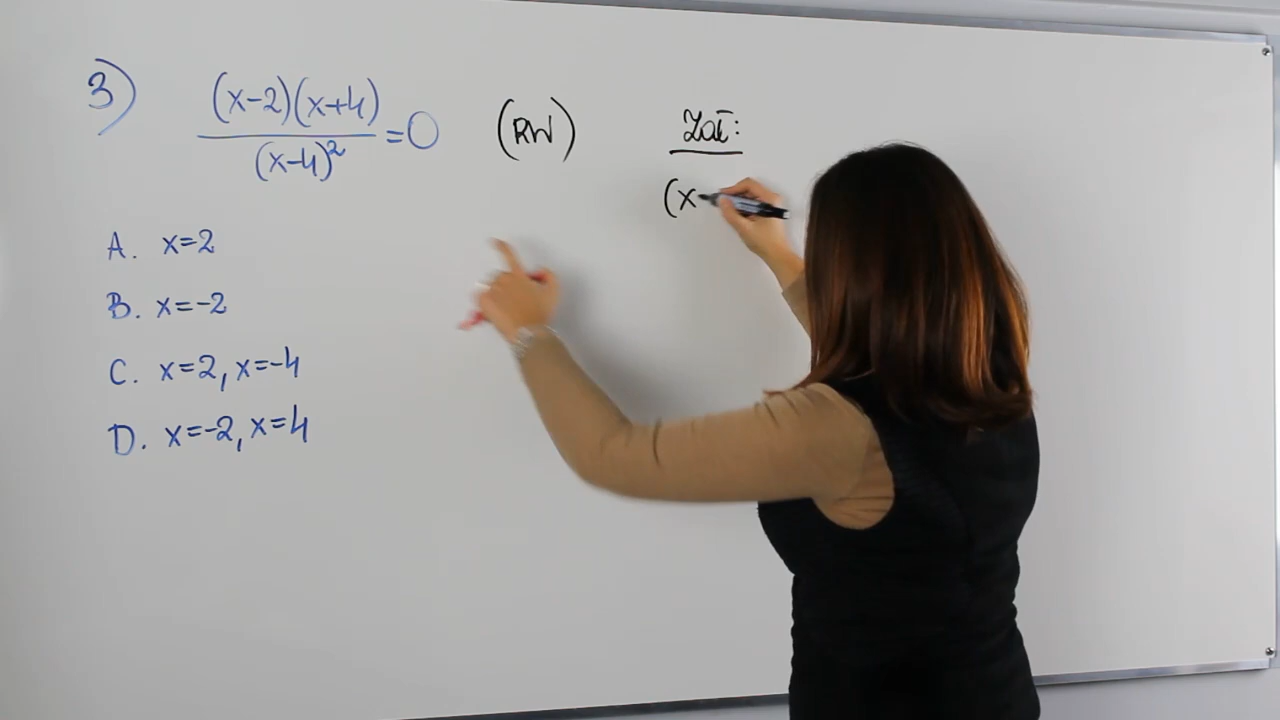 3) (x-2)(x+4)/(x-4)² =0 (RW) Zał:
(x-
A. x=2
B. x=-2
C. x=2, x=-4
D. x=-2, x=4